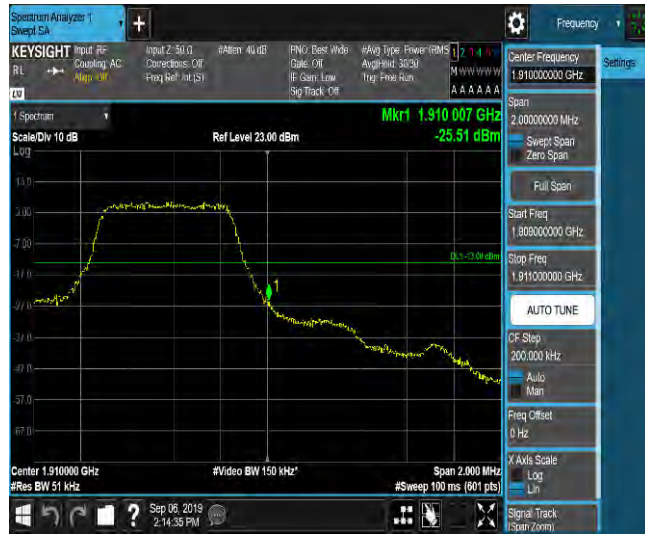 Spectrum Analyzer 1
Swept SA
+
Frequency
KEYSIGHT
RL
LXI
Input: RF
Coupling: AC
Align: Off
Input Z: 50 Ω
Corrections: Off
Freq Ref: Int (S)
#Atten: 40 dB
PNO: Best Wide
Gate: Off
IF Gain: Low
Sig Track: Off
#Avg Type: Power (RMS
Avg|Hold: 30/30
Trig: Free Run
M W W W W W
A A A A A A
Settings
Center Frequency
1.910000000 GHz
Span
2.00000000 MHz
Swept Span
Zero Span
Full Span
Start Freq
1.909000000 GHz
Stop Freq
1.911000000 GHz
AUTO TUNE
CF Step
200.000 kHz
Auto
Man
Freq Offset
0 Hz
X Axis Scale
Log
Lin
Signal Track
(Span Zoom)
1 Spectrum
Scale/Div 10 dB
Log
Ref Level 23.00 dBm
Mkr1 1.910 007 GHz
-25.51 dBm
13.0
3.00
-7.00
DL1 -13.00 dBm
-17.0
1
-27.0
-37.0
-47.0
-57.0
-67.0
Center 1.910000 GHz
#Res BW 51 kHz
#Video BW 150 kHz*
Span 2.000 MHz
#Sweep 100 ms (601 pts)
?
Sep 06, 2019
2:14:35 PM